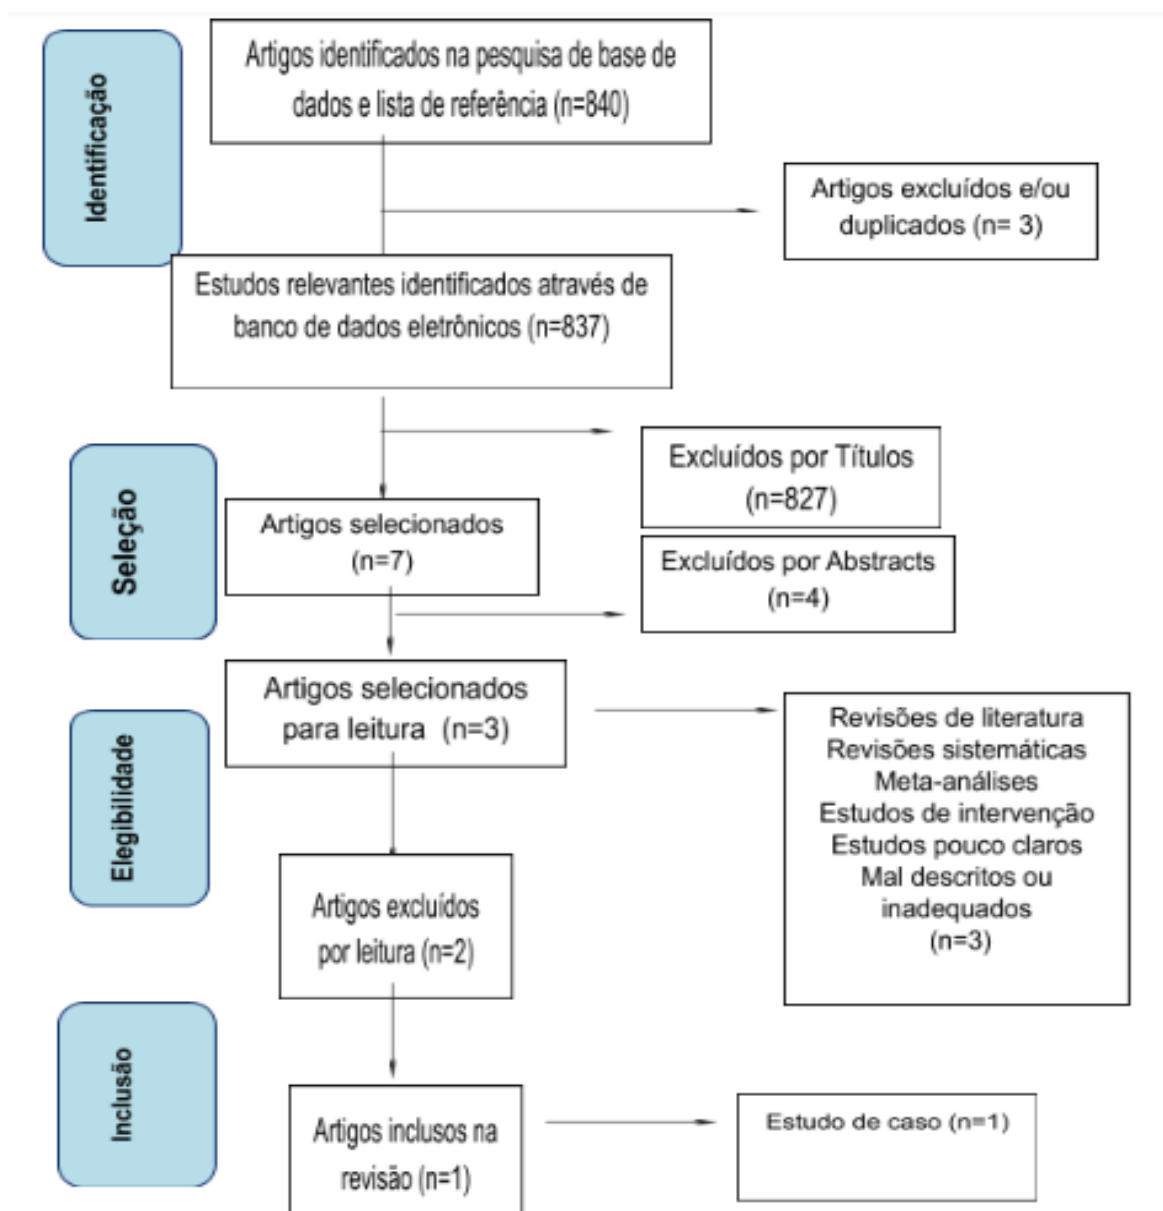 Identificação
Artigos identificados na pesquisa de base de
dados e lista de referência (n=840)
Artigos excluídos e/ou
duplicados (n= 3)
Estudos relevantes identificados através de
banco de dados eletrônicos (n=837)
Seleção
Excluídos por Títulos
(n=827)
Artigos selecionados
(n=7)
Excluídos por Abstracts
(n=4)
Elegibilidade
Artigos selecionados
para leitura (n=3)
Revisões de literatura
Revisões sistemáticas
Meta-análises
Estudos de intervenção
Estudos pouco claros
Mal descritos ou
inadequados
(n=3)
Artigos excluídos
por leitura (n=2)
Inclusão
Artigos inclusos na
revisão (n=1)
Estudo de caso (n=1)